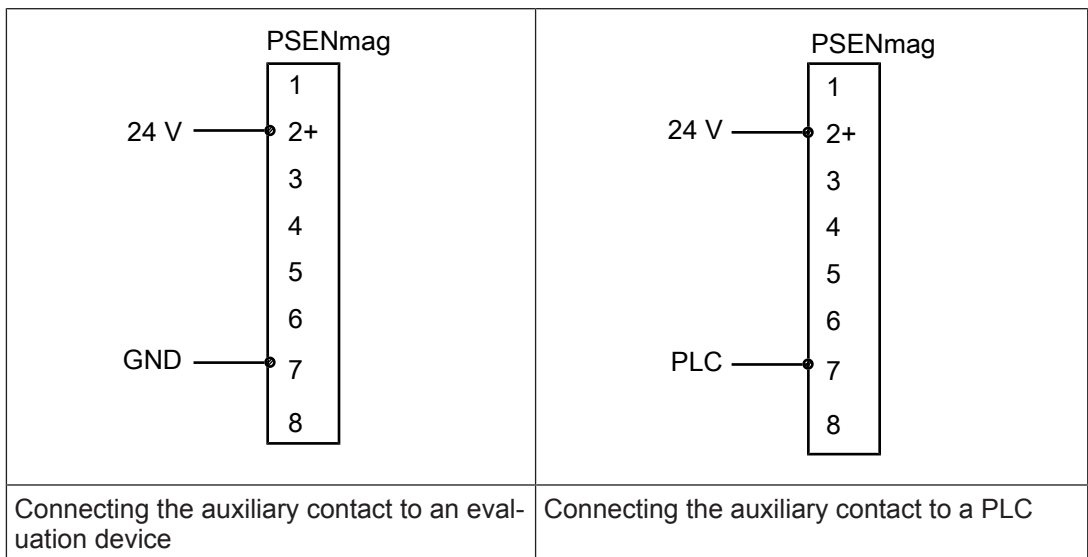 PSENmag
1
24 V 2+
3
4
5
6
GND 7
8
PSENmag
1
24 V 2+
3
4
5
6
PLC 7
8
Connecting the auxiliary contact to an eval-
uation device
Connecting the auxiliary contact to a PLC